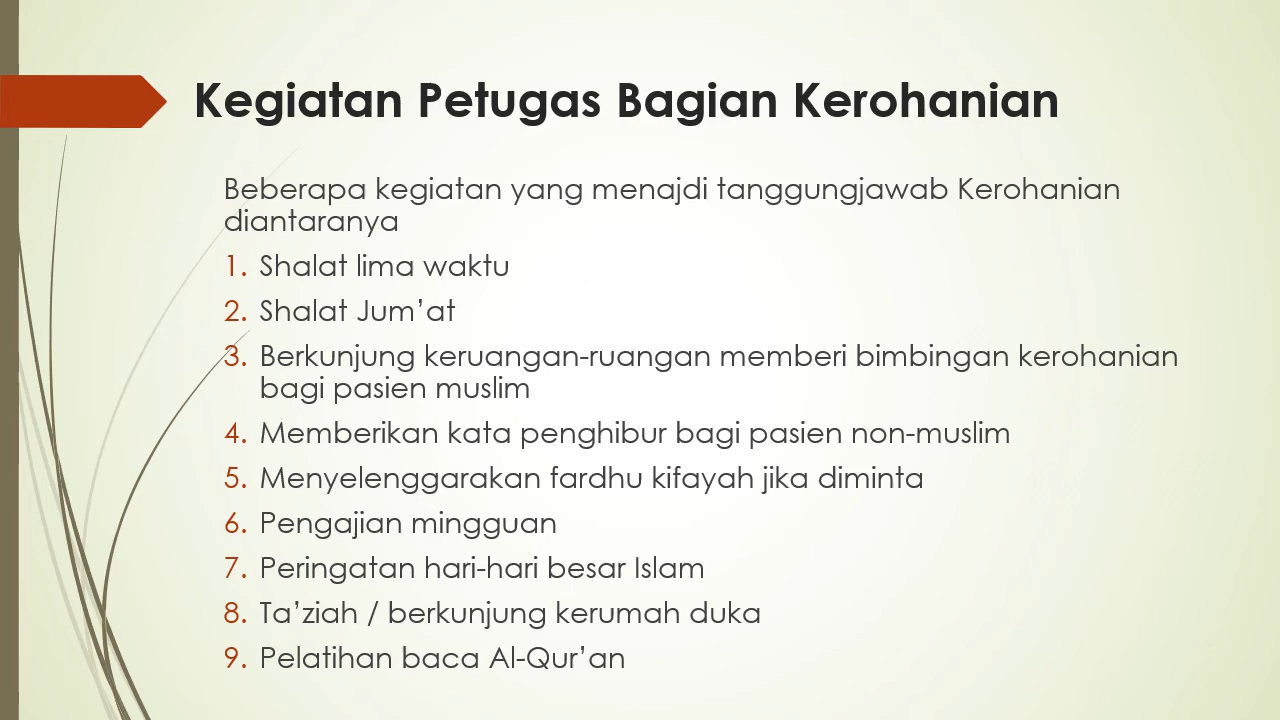 Kegiatan Petugas Bagian Kerohanian
Beberapa kegiatan yang menajdi tanggungjawab Kerohanian
diantaranya
1. Shalat lima waktu
2. Shalat Jum’at
3. Berkunjung keruangan-ruangan memberi bimbingan kerohanian
bagi pasien muslim
4. Memberikan kata penghibur bagi pasien non-muslim
5. Menyelenggarakan fardhu kifayah jika diminta
6. Pengajian mingguan
7. Peringatan hari-hari besar Islam
8. Ta’ziah / berkunjung kerumah duka
9. Pelatihan baca Al-Qur’an